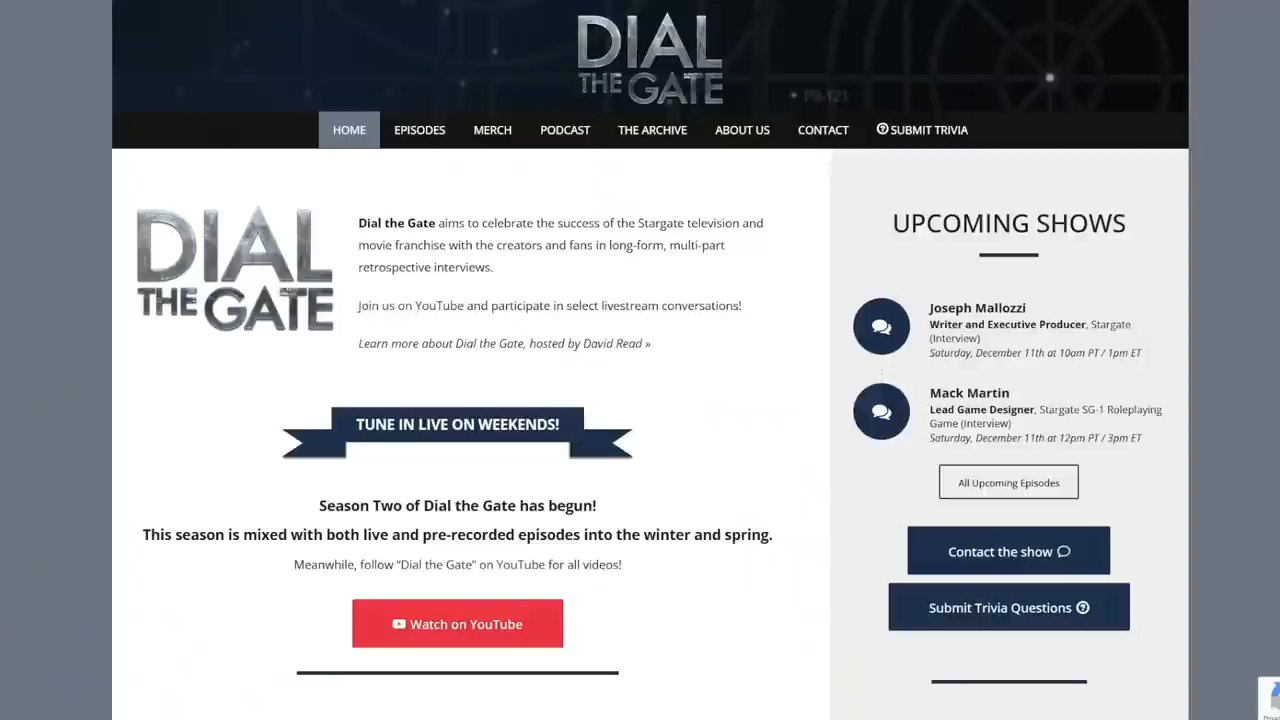 DIAL
THE GATE
P3X-121
HOME EPISODES MERCH PODCAST THE ARCHIVE ABOUT US CONTACT SUBMIT TRIVIA
DIAL
THE GATE
Dial the Gate aims to celebrate the success of the Stargate television and
movie franchise with the creators and fans in long-form, multi-part
retrospective interviews.
Join us on YouTube and participate in select livestream conversations!
Learn more about Dial the Gate, hosted by David Read »
TUNE IN LIVE ON WEEKENDS!
Season Two of Dial the Gate has begun!
This season is mixed with both live and pre-recorded episodes into the winter and spring.
Meanwhile, follow “Dial the Gate” on YouTube for all videos!
Watch on YouTube
UPCOMING SHOWS
Joseph Mallozzi
Writer and Executive Producer, Stargate
(Interview)
Saturday, December 11th at 10am PT / 1pm ET
Mack Martin
Lead Game Designer, Stargate SG-1 Roleplaying
Game (Interview)
Saturday, December 11th at 12pm PT / 3pm ET
All Upcoming Episodes
Contact the show
Submit Trivia Questions